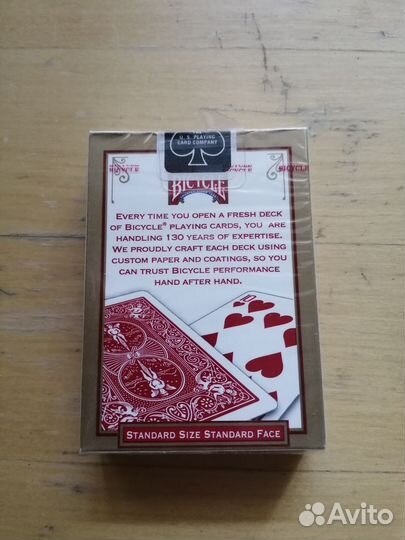 U.S. PLAYING
CARD COMPANY
BICYCLE
EVERY TIME YOU OPEN A FRESH DECK
OF BICYCLE® PLAYING CARDS, YOU ARE
HANDLING 130 YEARS OF EXPERTISE.
WE PROUDLY CRAFT EACH DECK USING
CUSTOM PAPER AND COATINGS, SO YOU
CAN TRUST BICYCLE PERFORMANCE
HAND AFTER HAND.
10
STANDARD SIZE STANDARD FACE
Avito